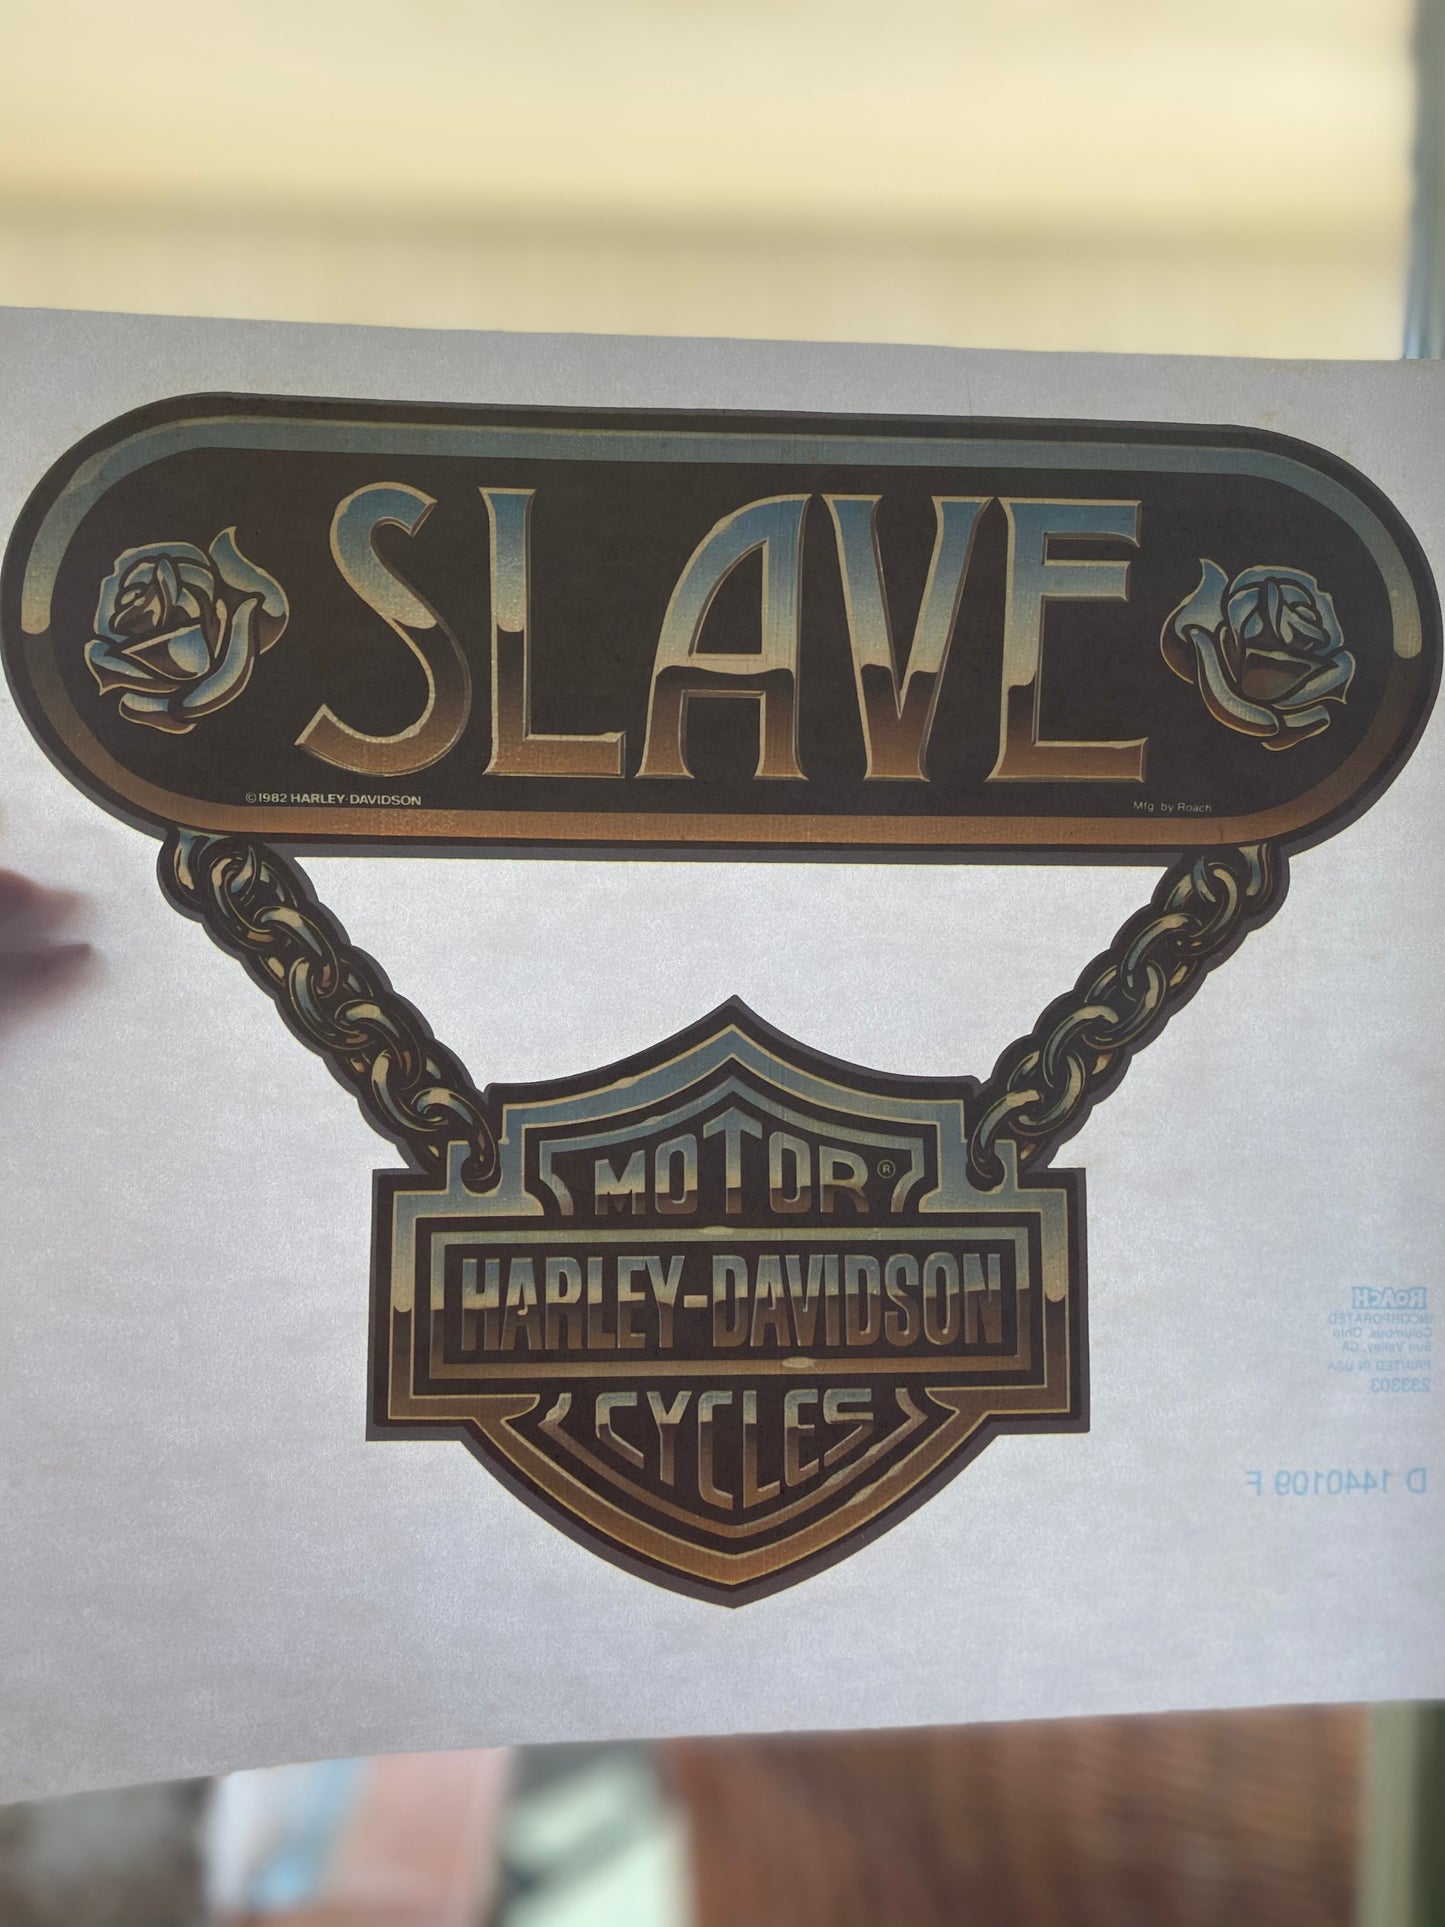 SLAVE
©1982 HARLEY-DAVIDSON
Mfg. by Roach
MOTOR ®
HARLEY-DAVIDSON
CYCLES
ROACH
INCORPORATED
Columbus, Ohio
Sun Valley, CA
PRINTED IN USA
233303
D 1440109 F